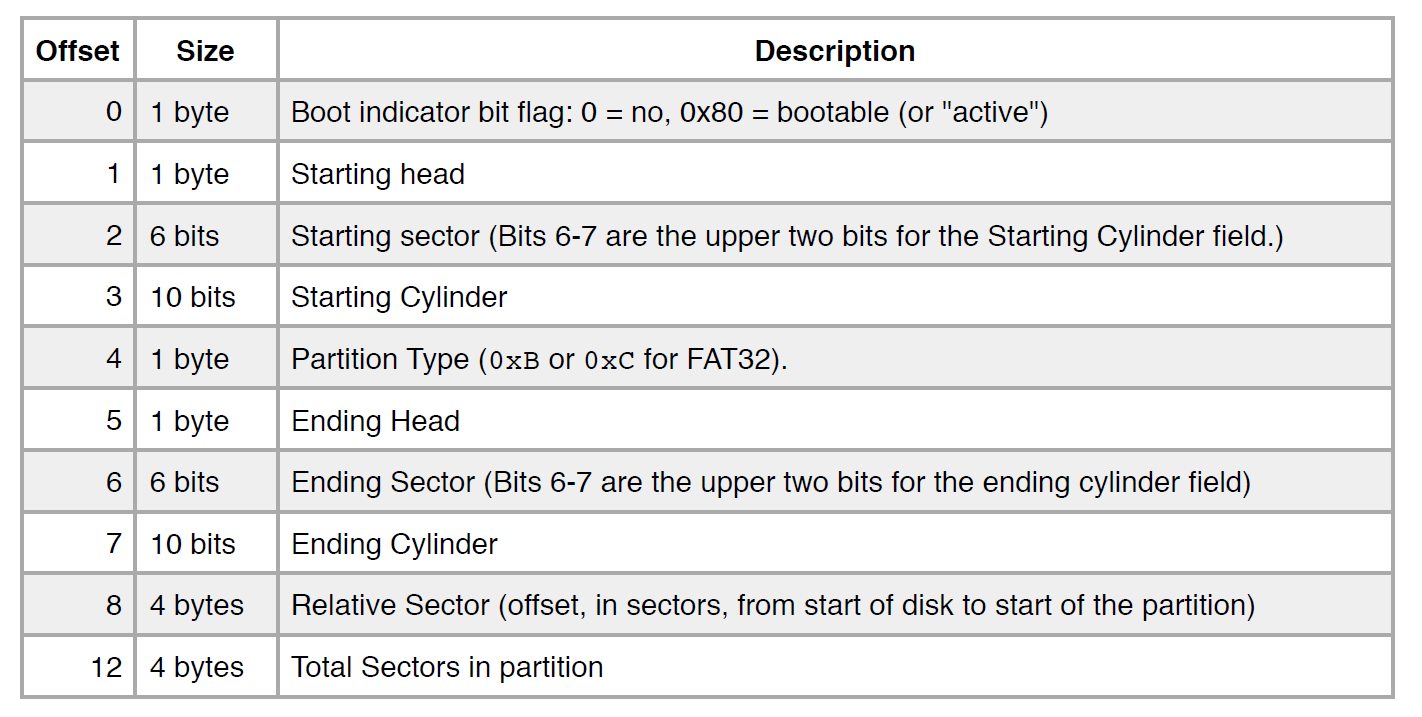 Offset Size Description
0 1 byte Boot indicator bit flag: 0 = no, 0x80 = bootable (or "active")
1 1 byte Starting head
2 6 bits Starting sector (Bits 6-7 are the upper two bits for the Starting Cylinder field.)
3 10 bits Starting Cylinder
4 1 byte Partition Type (0xB or 0xC for FAT32).
5 1 byte Ending Head
6 6 bits Ending Sector (Bits 6-7 are the upper two bits for the ending cylinder field)
7 10 bits Ending Cylinder
8 4 bytes Relative Sector (offset, in sectors, from start of disk to start of the partition)
12 4 bytes Total Sectors in partition